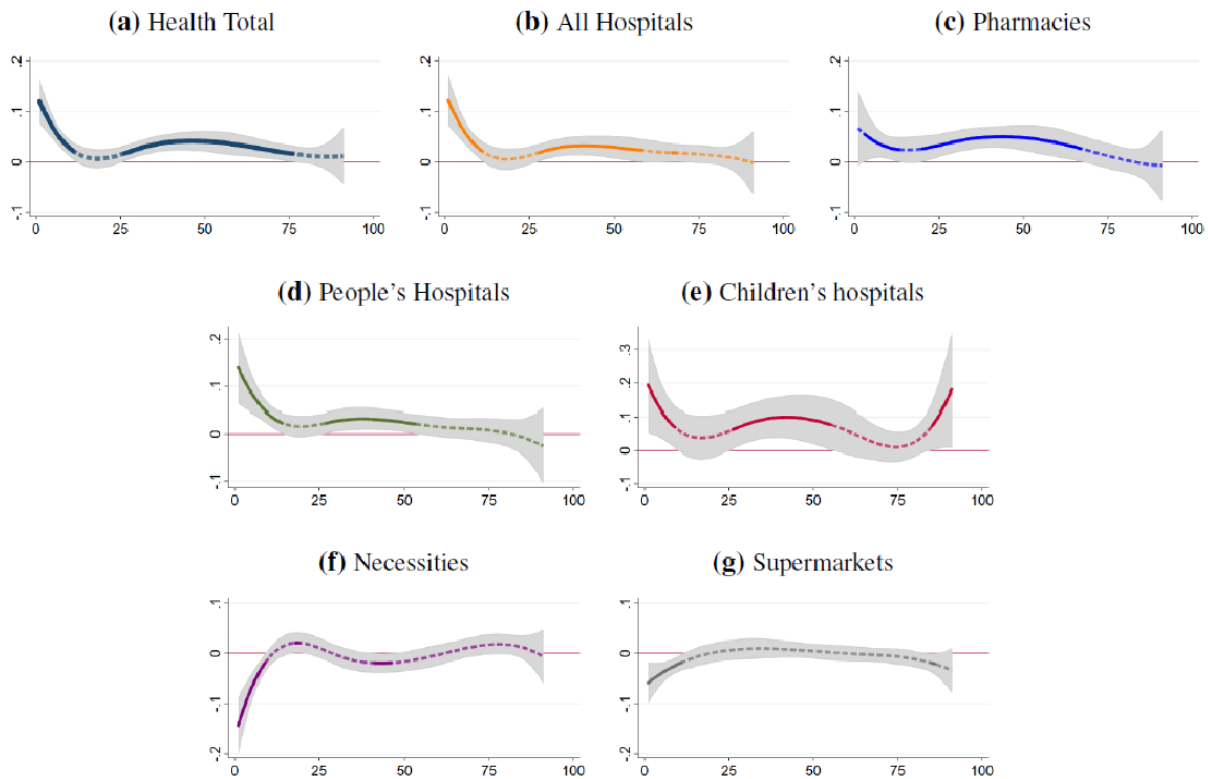 (a) Health Total
(b) All Hospitals
(c) Pharmacies
.2
.1
0
-.1
0 25 50 75 100
.2
.1
0
-.1
0 25 50 75 100
.2
.1
0
-.1
0 25 50 75 100
(d) People's Hospitals
(e) Children's hospitals
.2
.1
0
-.1
0 25 50 75 100
.3
.2
.1
0
-.1
0 25 50 75 100
(f) Necessities
(g) Supermarkets
.1
0
-.1
-.2
0 25 50 75 100
.1
0
-.1
-.2
0 25 50 75 100